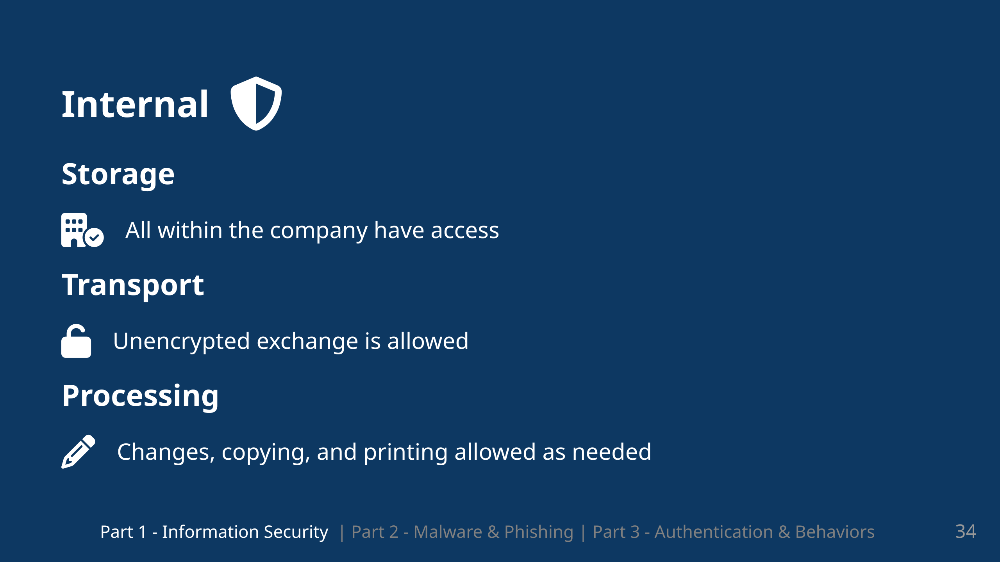 Internal
Storage
All within the company have access
Transport
Unencrypted exchange is allowed
Processing
Changes, copying, and printing allowed as needed
Part 1 - Information Security | Part 2 - Malware & Phishing | Part 3 - Authentication & Behaviors 34